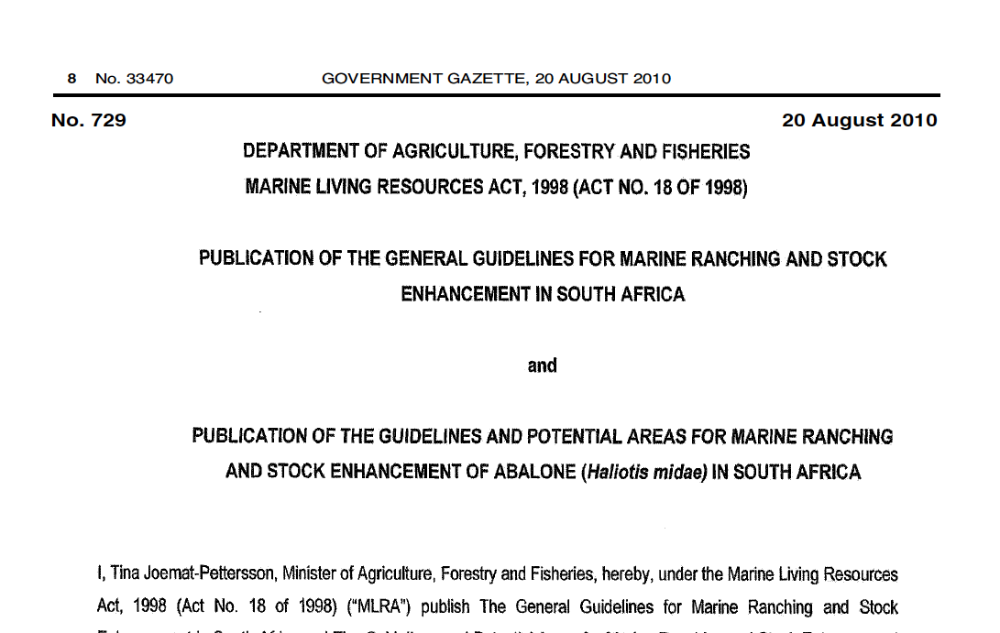 8 No. 33470 GOVERNMENT GAZETTE, 20 AUGUST 2010
No. 729 20 August 2010
DEPARTMENT OF AGRICULTURE, FORESTRY AND FISHERIES
MARINE LIVING RESOURCES ACT, 1998 (ACT NO. 18 OF 1998)
PUBLICATION OF THE GENERAL GUIDELINES FOR MARINE RANCHING AND STOCK
ENHANCEMENT IN SOUTH AFRICA
and
PUBLICATION OF THE GUIDELINES AND POTENTIAL AREAS FOR MARINE RANCHING
AND STOCK ENHANCEMENT OF ABALONE (Haliotis midae) IN SOUTH AFRICA
I, Tina Joemat-Pettersson, Minister of Agriculture, Forestry and Fisheries, hereby, under the Marine Living Resources
Act, 1998 (Act No. 18 of 1998) (“MLRA”) publish The General Guidelines for Marine Ranching and Stock